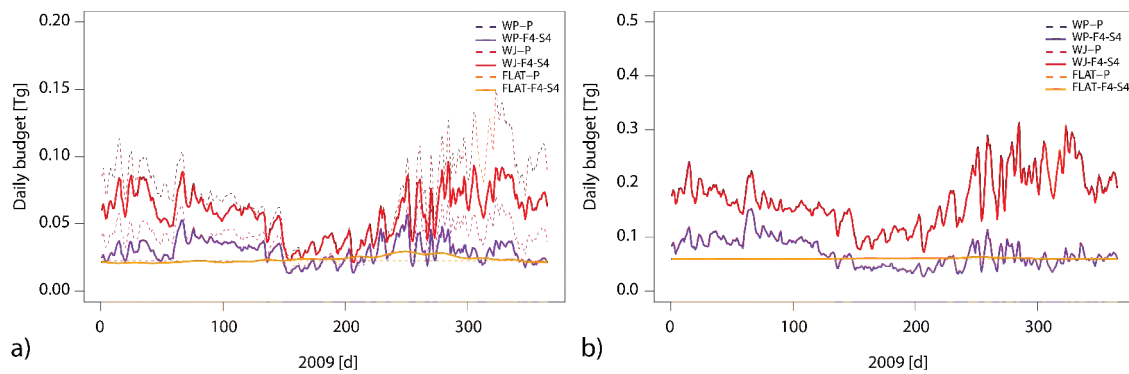 0.20
0.15
0.10
0.05
0.00
Daily budget [Tg]
WP–P
WP-F4-S4
WJ–P
WJ-F4-S4
FLAT–P
FLAT-F4-S4
0
100
200
300
2009 [d]
a)
0.5
0.4
0.3
0.2
0.1
0.0
Daily budget [Tg]
WP–P
WP-F4-S4
WJ–P
WJ-F4-S4
FLAT–P
FLAT-F4-S4
0
100
200
300
2009 [d]
b)